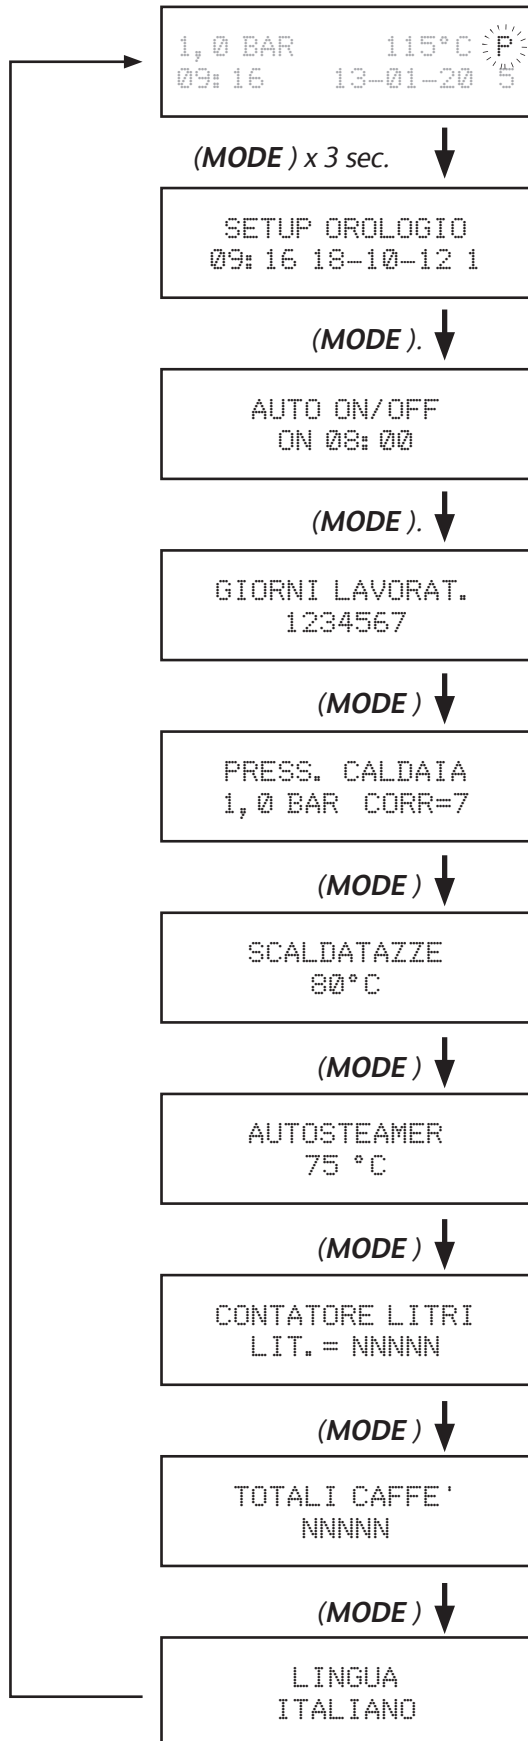 1,0 BAR 115°C P
09:16 13-01-20 5
(MODE ) x 3 sec.
SETUP OROLOGIO
09:16 18-10-12 1
(MODE ).
AUTO ON/OFF
ON 08:00
(MODE ).
GIORNI LAVORAT.
1234567
(MODE )
PRESS. CALDAIA
1,0 BAR CORR=7
(MODE )
SCALDATAZZE
80°C
(MODE )
AUTOSTEAMER
75 °C
(MODE )
CONTATORE LITRI
LIT. = NNNNN
(MODE )
TOTALI CAFFE'
NNNNN
(MODE )
LINGUA
ITALIANO